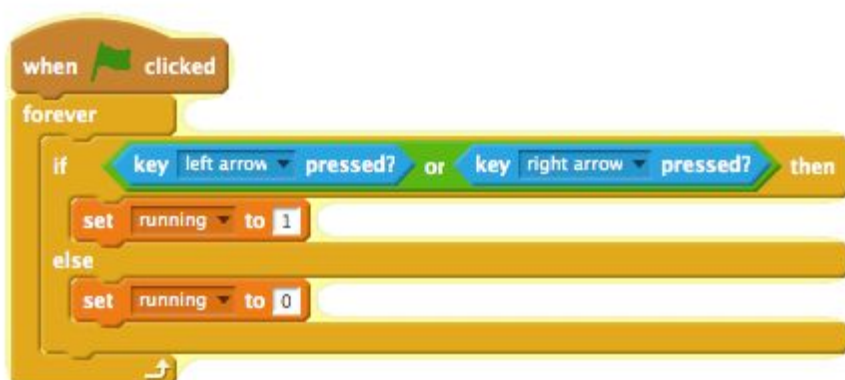 when clicked
forever
if key left arrow pressed? or key right arrow pressed? then
set running to 1
else
set running to 0